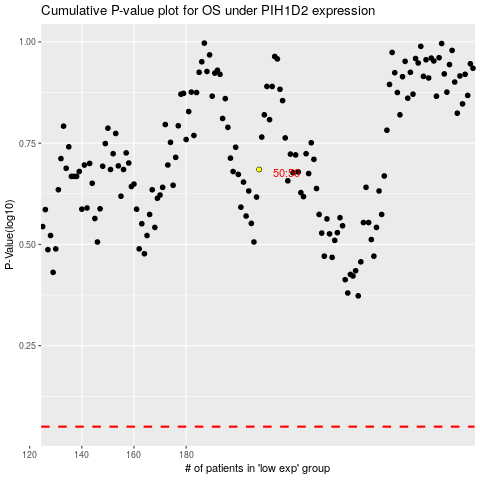 Cumulative P-value plot for OS under PIH1D2 expression
P-Value(log10)
1.00
0.75
0.50
0.25
50:50
120 140 160 180
# of patients in 'low exp' group